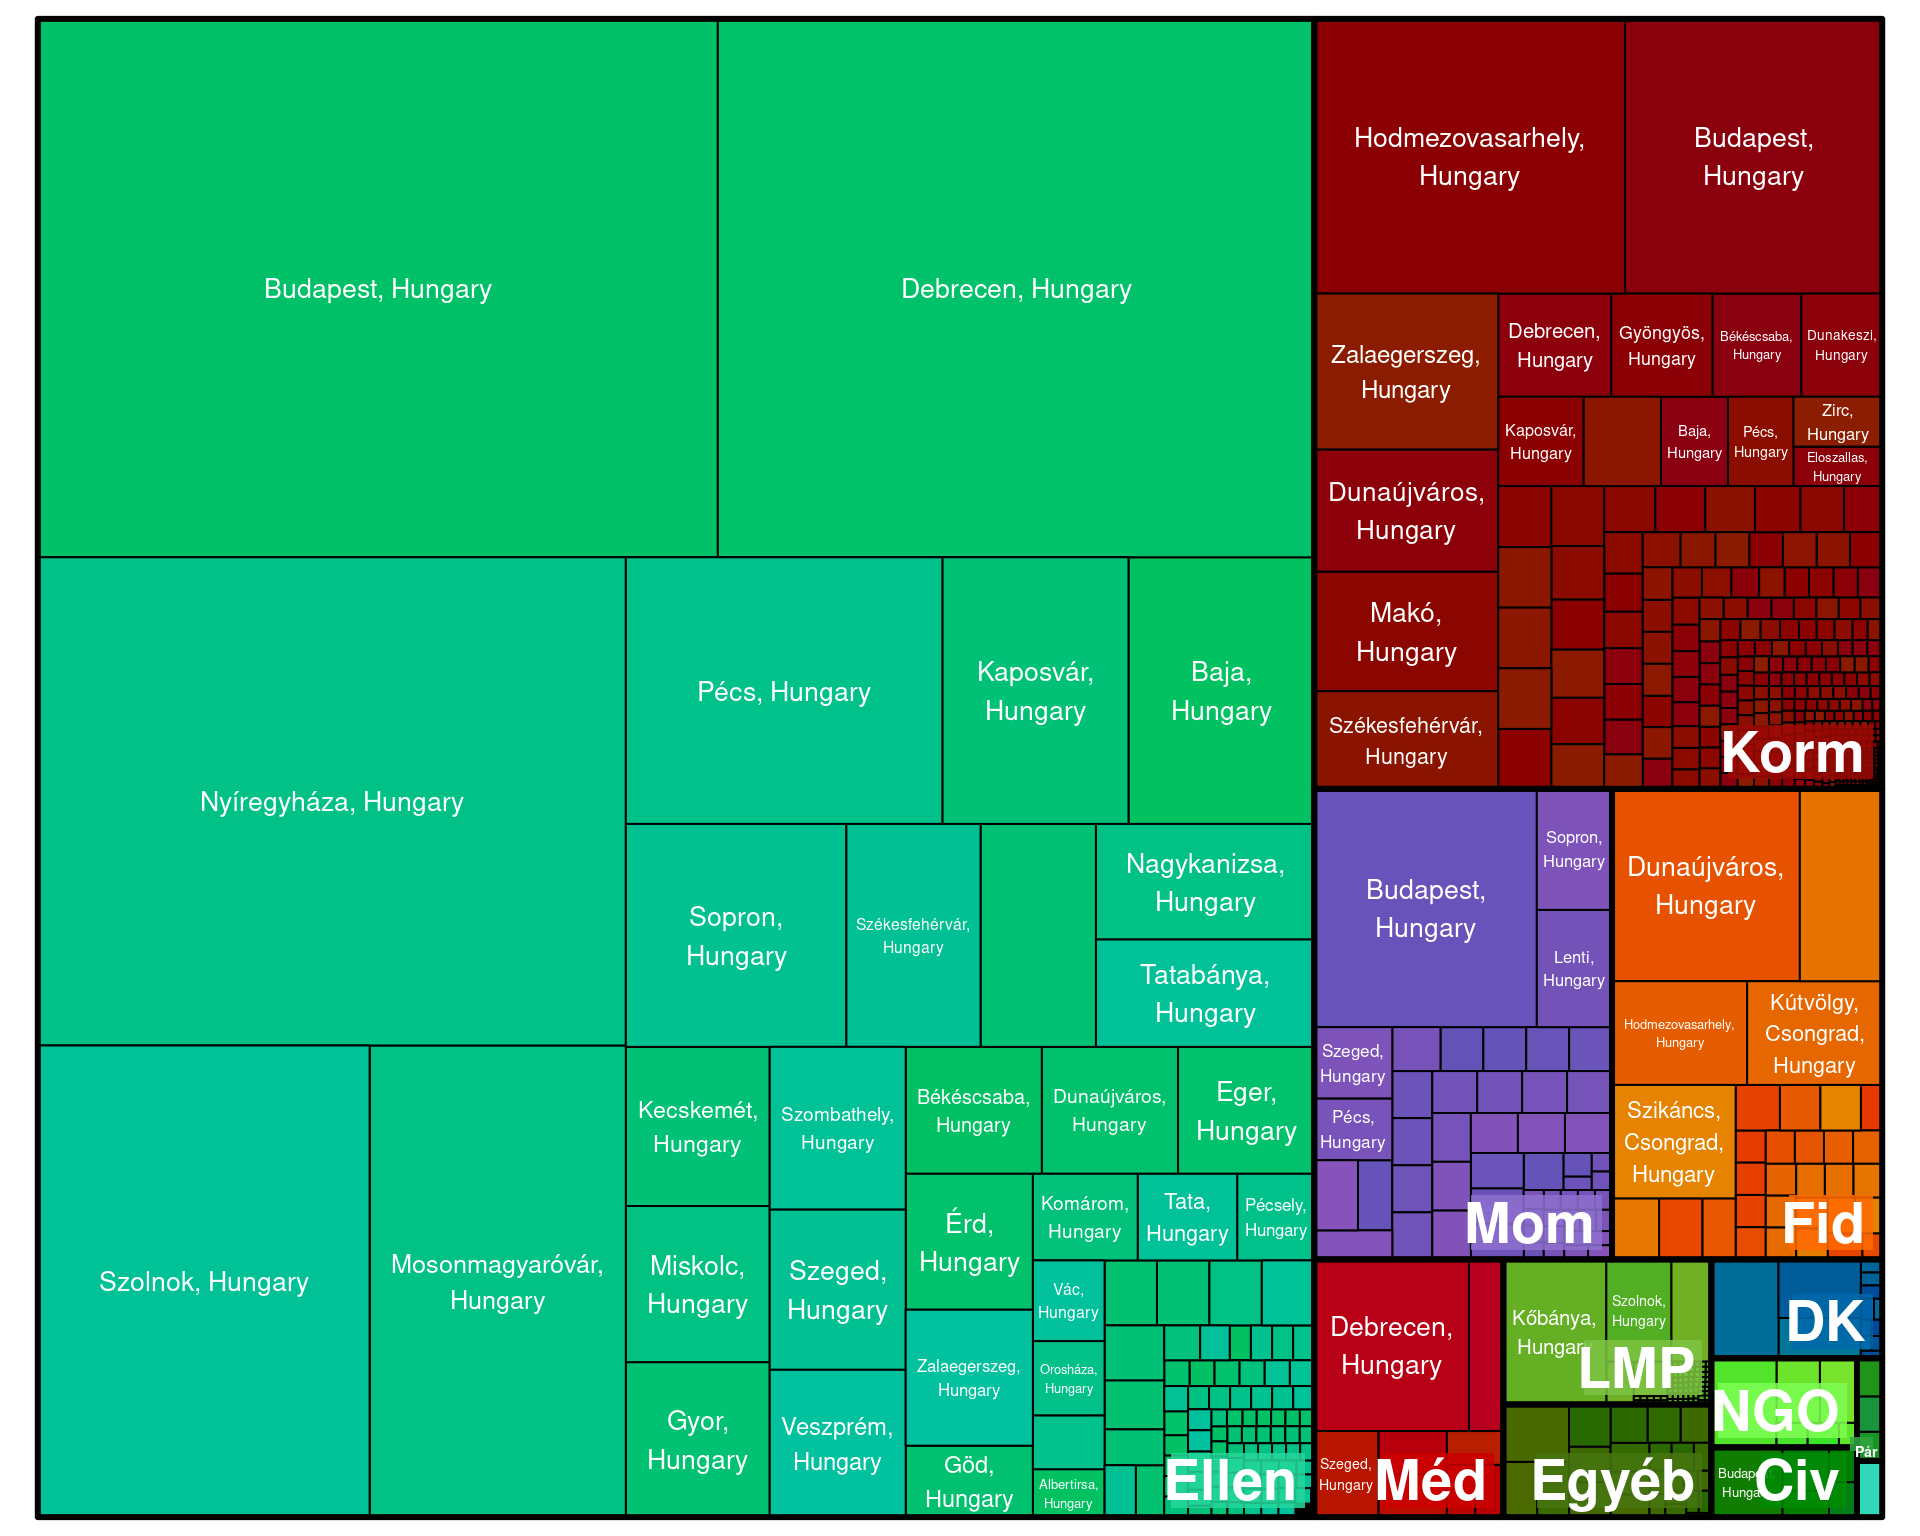 Budapest, Hungary
Debrecen, Hungary
Nyíregyháza, Hungary
Pécs, Hungary
Kaposvár,
Hungary
Baja,
Hungary
Sopron,
Hungary
Székesfehérvár,
Hungary
Nagykanizsa,
Hungary
Tatabánya,
Hungary
Szolnok, Hungary
Mosonmagyaróvár,
Hungary
Kecskemét,
Hungary
Szombathely,
Hungary
Békéscsaba,
Hungary
Dunaújváros,
Hungary
Eger,
Hungary
Miskolc,
Hungary
Szeged,
Hungary
Érd,
Hungary
Komárom,
Hungary
Tata,
Hungary
Pécsely,
Hungary
Vác,
Hungary
Zalaegerszeg,
Hungary
Orosháza,
Hungary
Gyor,
Hungary
Veszprém,
Hungary
Göd,
Hungary
Albertirsa,
Hungary
Ellen
Hodmezovasarhely,
Hungary
Budapest,
Hungary
Zalaegerszeg,
Hungary
Debrecen,
Hungary
Gyöngyös,
Hungary
Békéscsaba,
Hungary
Dunakeszi,
Hungary
Kaposvár,
Hungary
Baja,
Hungary
Pécs,
Hungary
Zirc,
Hungary
Eloszallas,
Hungary
Dunaújváros,
Hungary
Makó,
Hungary
Székesfehérvár,
Hungary
Korm
Budapest,
Hungary
Sopron,
Hungary
Lenti,
Hungary
Szeged,
Hungary
Pécs,
Hungary
Mom
Dunaújváros,
Hungary
Hodmezovasarhely,
Hungary
Kútvölgy,
Csongrad,
Hungary
Szikáncs,
Csongrad,
Hungary
Fid
Debrecen,
Hungary
Szeged,
Hungary
Méd
Kőbánya,
Hungary
Szolnok,
Hungary
LMP
Egyéb
DK
NGO
Budapest,
Hunga
Civ
Pár